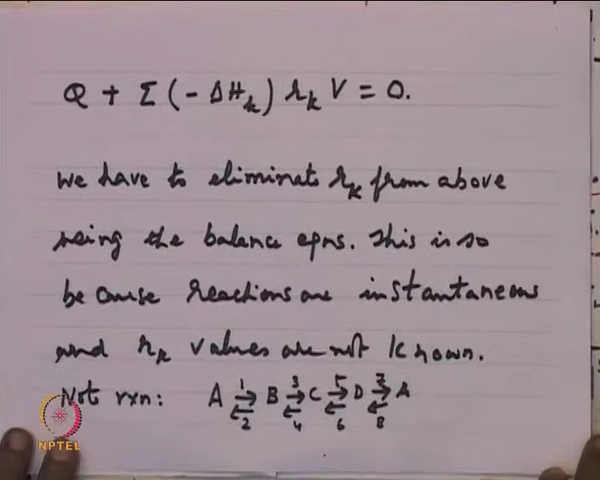 Q + Σ (- ΔH_k) r_k V = 0.
we have to eliminate r_k from above
using the balance eqns. This is so
because reactions are instantaneous
and r_k values are not known.
Net rxn: A ⇌ B ⇌ C ⇌ D ⇌ A
1 3 5 7
2 4 6 8
NPTEL